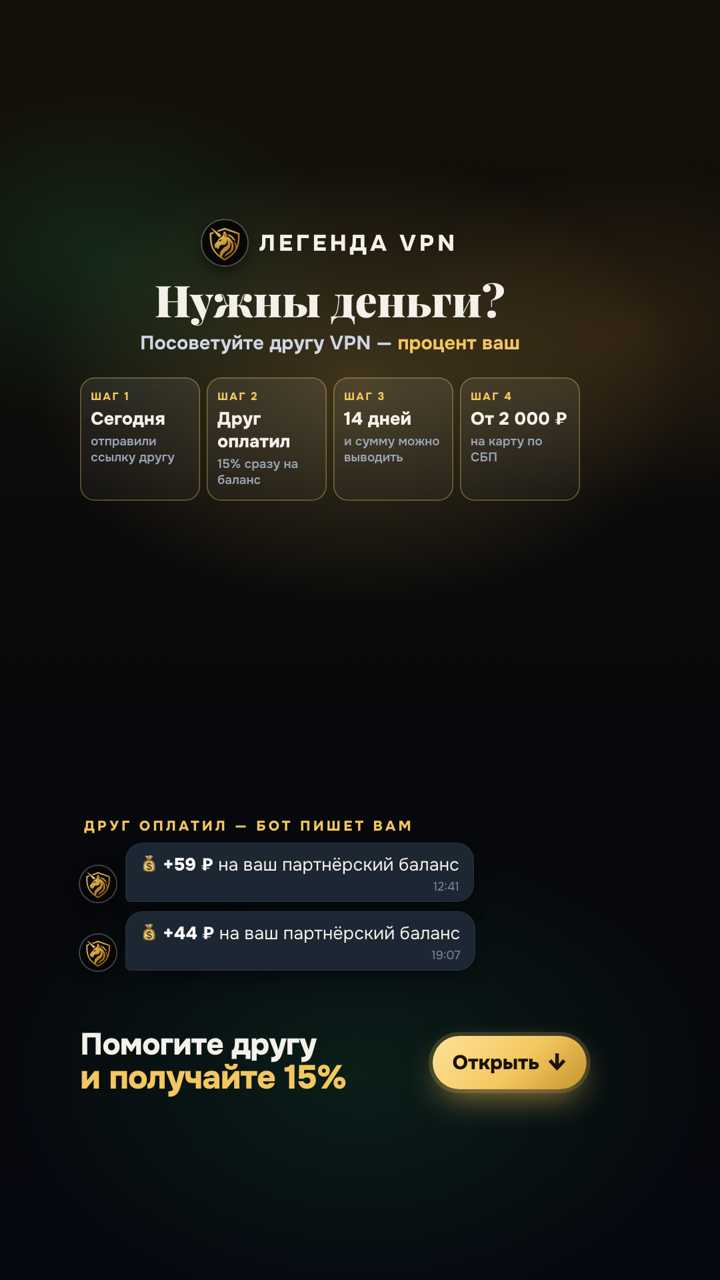 ЛЕГЕНДА VPN
Нужны деньги?
Посоветуйте другу VPN — процент ваш
ШАГ 1
Сегодня
отправили
ссылку другу
ШАГ 2
Друг
оплатил
15% сразу на
баланс
ШАГ 3
14 дней
и сумму можно
выводить
ШАГ 4
От 2 000 ₽
на карту по
СБП
ДРУГ ОПЛАТИЛ — БОТ ПИШЕТ ВАМ
💰 +59 ₽ на ваш партнёрский баланс
12:41
💰 +44 ₽ на ваш партнёрский баланс
19:07
Помогите другу
и получайте 15%
Открыть ↓